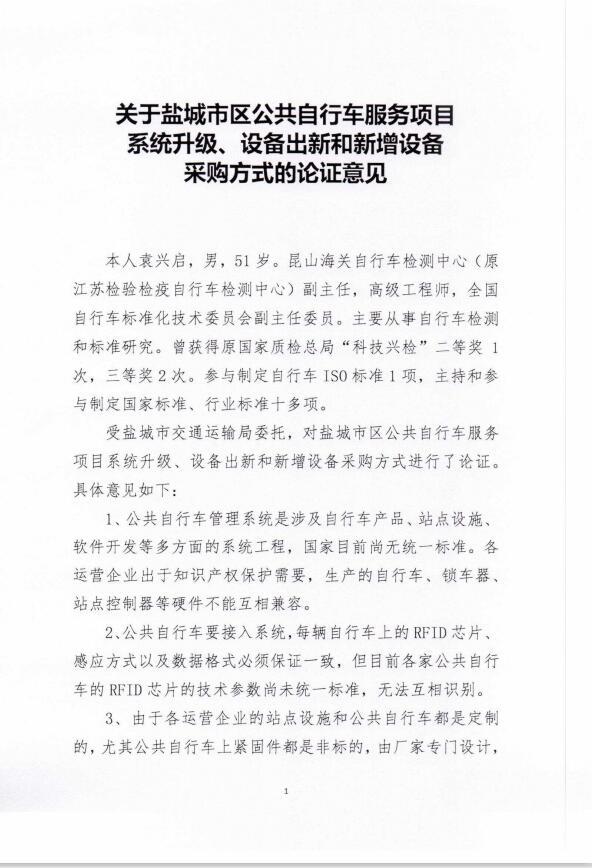 关于盐城市区公共自行车服务项目
系统升级、设备出新和新增设备
采购方式的论证意见
本人袁兴启，男，51岁。昆山海关自行车检测中心（原
江苏检验检疫自行车检测中心）副主任，高级工程师，全国
自行车标准化技术委员会副主任委员。主要从事自行车检测
和标准研究。曾获得原国家质检总局“科技兴检”二等奖 1
次，三等奖 2 次。参与制定自行车 ISO 标准 1 项，主持和参
与制定国家标准、行业标准十多项。
受盐城市交通运输局委托，对盐城市区公共自行车服务
项目系统升级、设备出新和新增设备采购方式进行了论证。
具体意见如下：
1、公共自行车管理系统是涉及自行车产品、站点设施、
软件开发等多方面的系统工程，国家目前尚无统一标准。各
运营企业出于知识产权保护需要，生产的自行车、锁车器、
站点控制器等硬件不能互相兼容。
2、公共自行车要接入系统，每辆自行车上的 RFID 芯片、
感应方式以及数据格式必须保证一致，但目前各家公共自行
车的 RFID 芯片的技术参数尚未统一标准，无法互相识别。
3、由于各运营企业的站点设施和公共自行车都是定制
的，尤其公共自行车上紧固件都是非标的，由厂家专门设计，
1